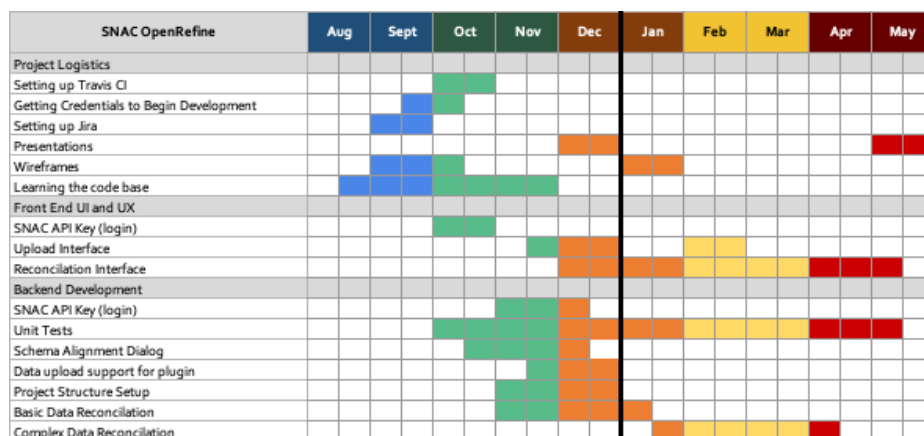 SNAC OpenRefine Aug Sept Oct Nov Dec Jan Feb Mar Apr May
Project Logistics
Setting up Travis CI
Getting Credentials to Begin Development
Setting up Jira
Presentations
Wireframes
Learning the code base
Front End UI and UX
SNAC API Key (login)
Upload Interface
Reconcilation Interface
Backend Development
SNAC API Key (login)
Unit Tests
Schema Alignment Dialog
Data upload support for plugin
Project Structure Setup
Basic Data Reconcilation
Complex Data Reconcilation